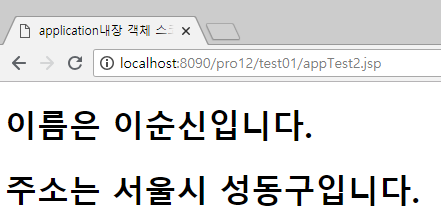 application내장 객체 스
localhost:8090/pro12/test01/appTest2.jsp
이름은 이순신입니다.
주소는 서울시 성동구입니다.